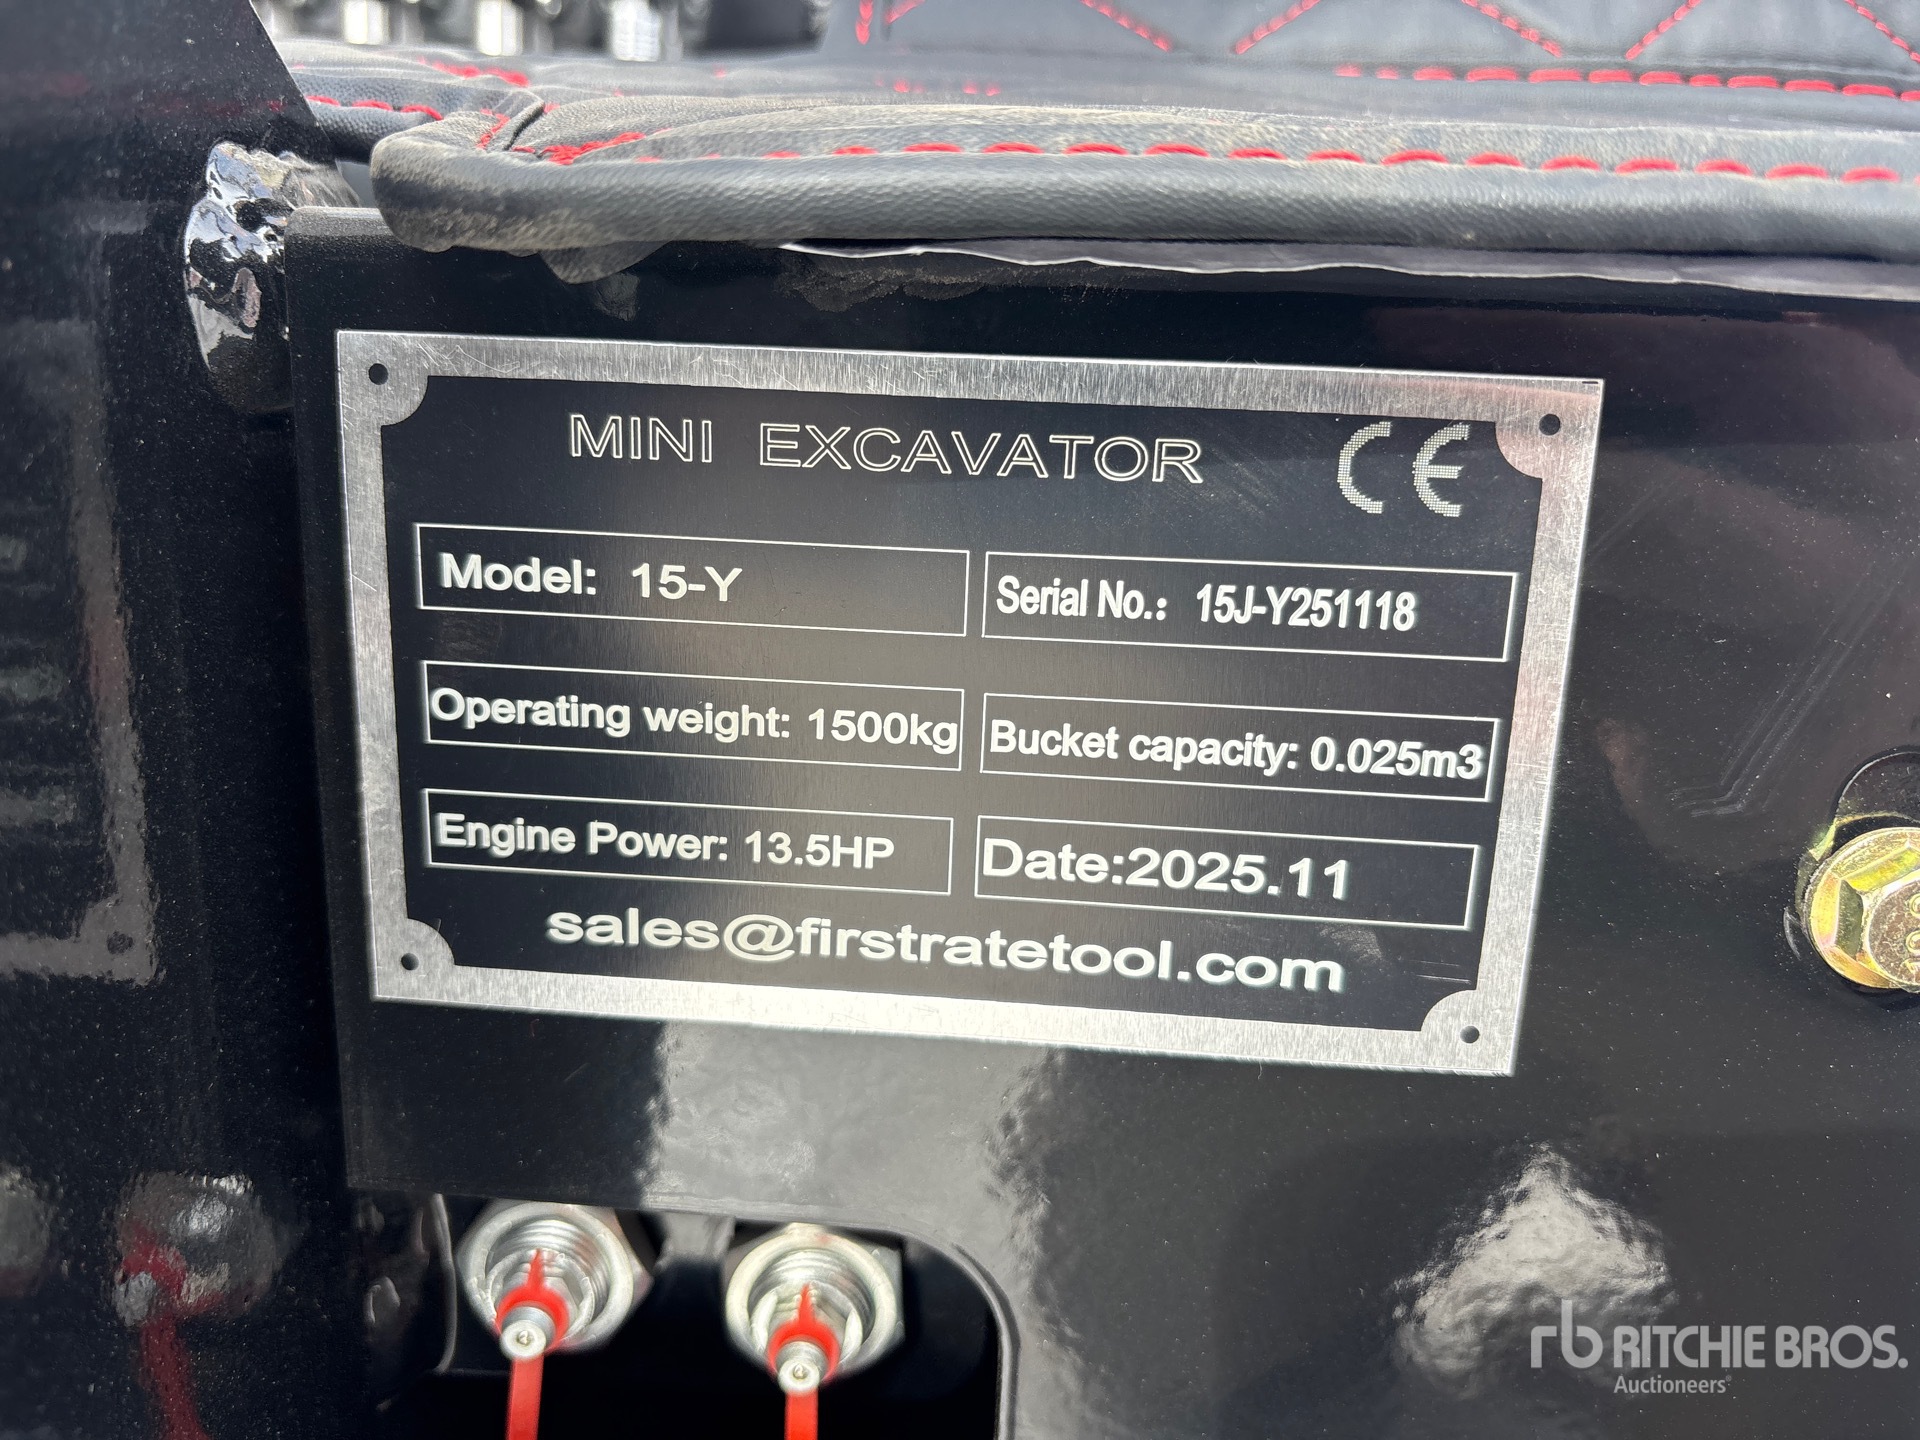 MINI EXCAVATOR CE
Model: 15-Y
Serial No.: 15J-Y251118
Operating weight: 1500kg
Bucket capacity: 0.025m3
Engine Power: 13.5HP
Date:2025.11
sales@firstratetool.com
rb RITCHIE BROS.
Auctioneers